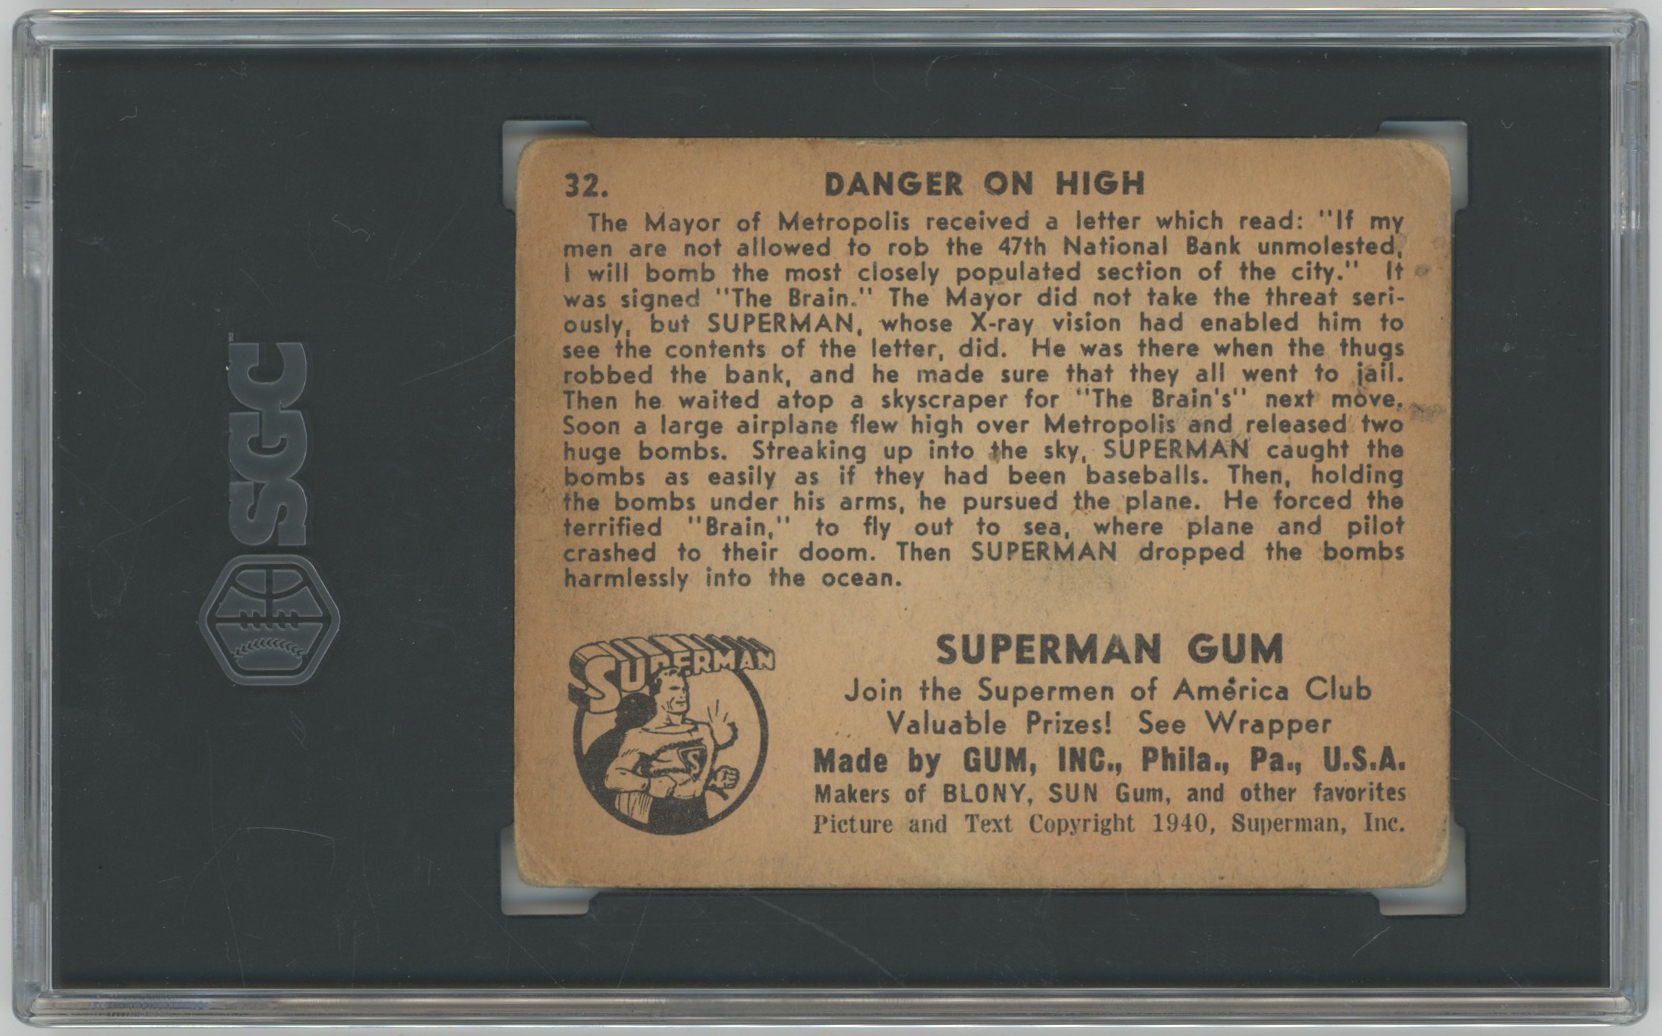 SGC
32. DANGER ON HIGH
The Mayor of Metropolis received a letter which read: "If my
men are not allowed to rob the 47th National Bank unmolested,
I will bomb the most closely populated section of the city." It
was signed "The Brain." The Mayor did not take the threat seri-
ously, but SUPERMAN, whose X-ray vision had enabled him to
see the contents of the letter, did. He was there when the thugs
robbed the bank, and he made sure that they all went to jail.
Then he waited atop a skyscraper for "The Brain's" next move.
Soon a large airplane flew high over Metropolis and released two
huge bombs. Streaking up into the sky, SUPERMAN caught the
bombs as easily as if they had been baseballs. Then, holding
the bombs under his arms, he pursued the plane. He forced the
terrified "Brain," to fly out to sea, where plane and pilot
crashed to their doom. Then SUPERMAN dropped the bombs
harmlessly into the ocean.
SUPERMAN
S
SUPERMAN GUM
Join the Supermen of America Club
Valuable Prizes! See Wrapper
Made by GUM, INC., Phila., Pa., U.S.A.
Makers of BLONY, SUN Gum, and other favorites
Picture and Text Copyright 1940, Superman, Inc.